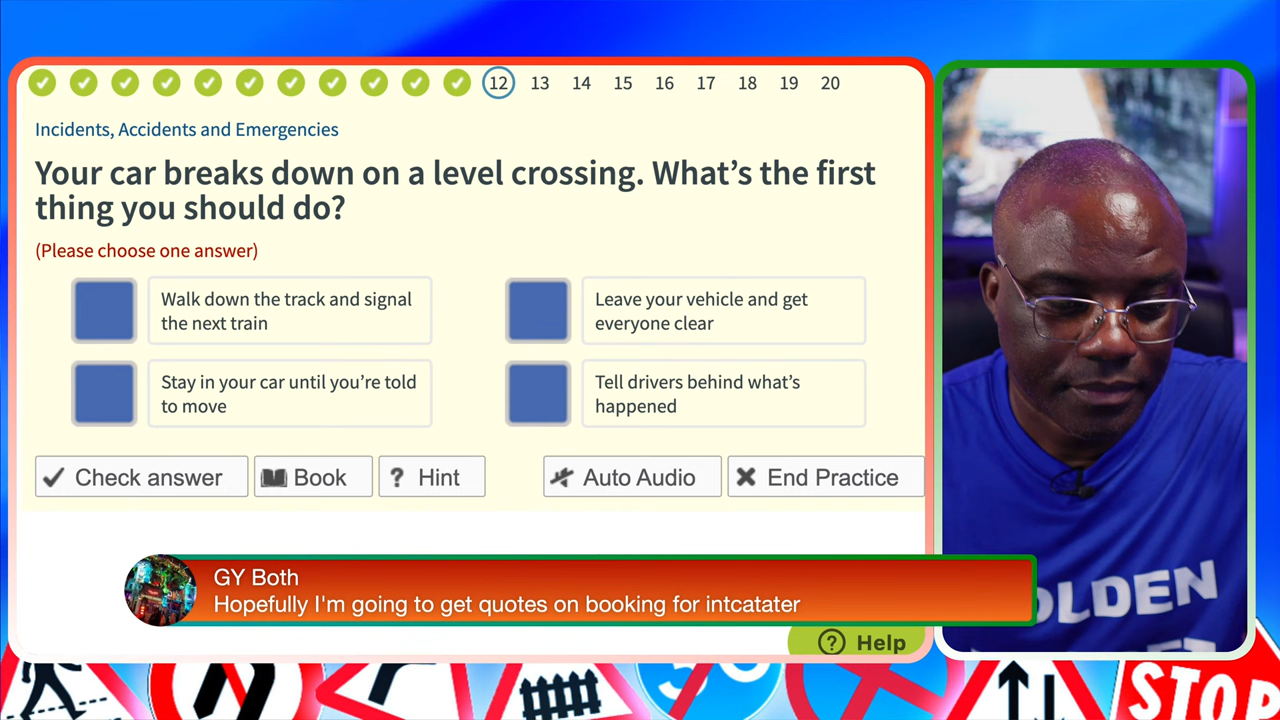 12 13 14 15 16 17 18 19 20
Incidents, Accidents and Emergencies
Your car breaks down on a level crossing. What’s the first
thing you should do?
(Please choose one answer)
Walk down the track and signal
the next train
Leave your vehicle and get
everyone clear
Stay in your car until you’re told
to move
Tell drivers behind what’s
happened
Check answer
Book
? Hint
Auto Audio
End Practice
GY Both
Hopefully I'm going to get quotes on booking for intcatater
? Help
STOP